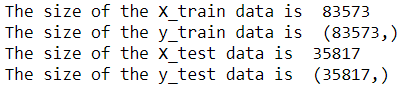 The size of the X_train data is  83573
The size of the y_train data is  (83573,)
The size of the X_test data is  35817
The size of the y_test data is  (35817,)